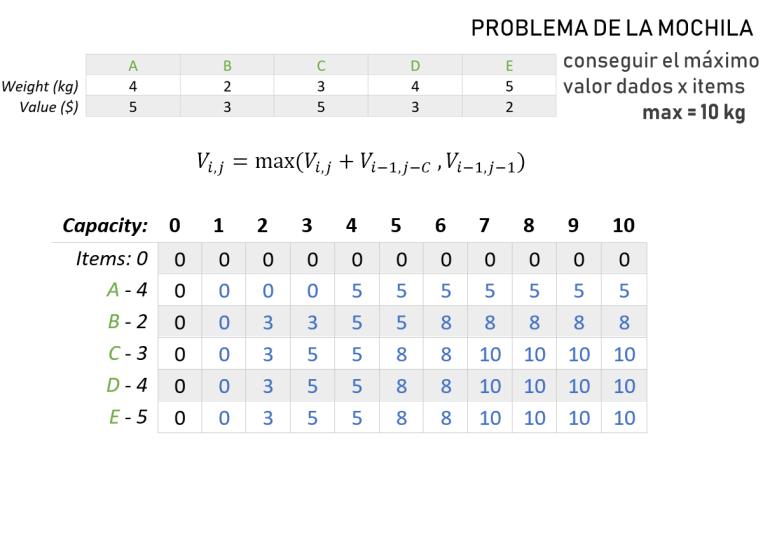 PROBLEMA DE LA MOCHILA
conseguir el máximo
valor dados x items
max = 10 kg
A B C D E
Weight (kg) 4 2 3 4 5
Value ($) 5 3 5 3 2
V_{i,j} = max(V_{i,j} + V_{i−1,j−C} , V_{i−1,j−1})
Capacity: 0 1 2 3 4 5 6 7 8 9 10
Items: 0 0 0 0 0 0 0 0 0 0 0 0
A - 4 0 0 0 0 5 5 5 5 5 5 5
B - 2 0 0 3 3 5 5 8 8 8 8 8
C - 3 0 0 3 5 5 8 8 10 10 10 10
D - 4 0 0 3 5 5 8 8 10 10 10 10
E - 5 0 0 3 5 5 8 8 10 10 10 10